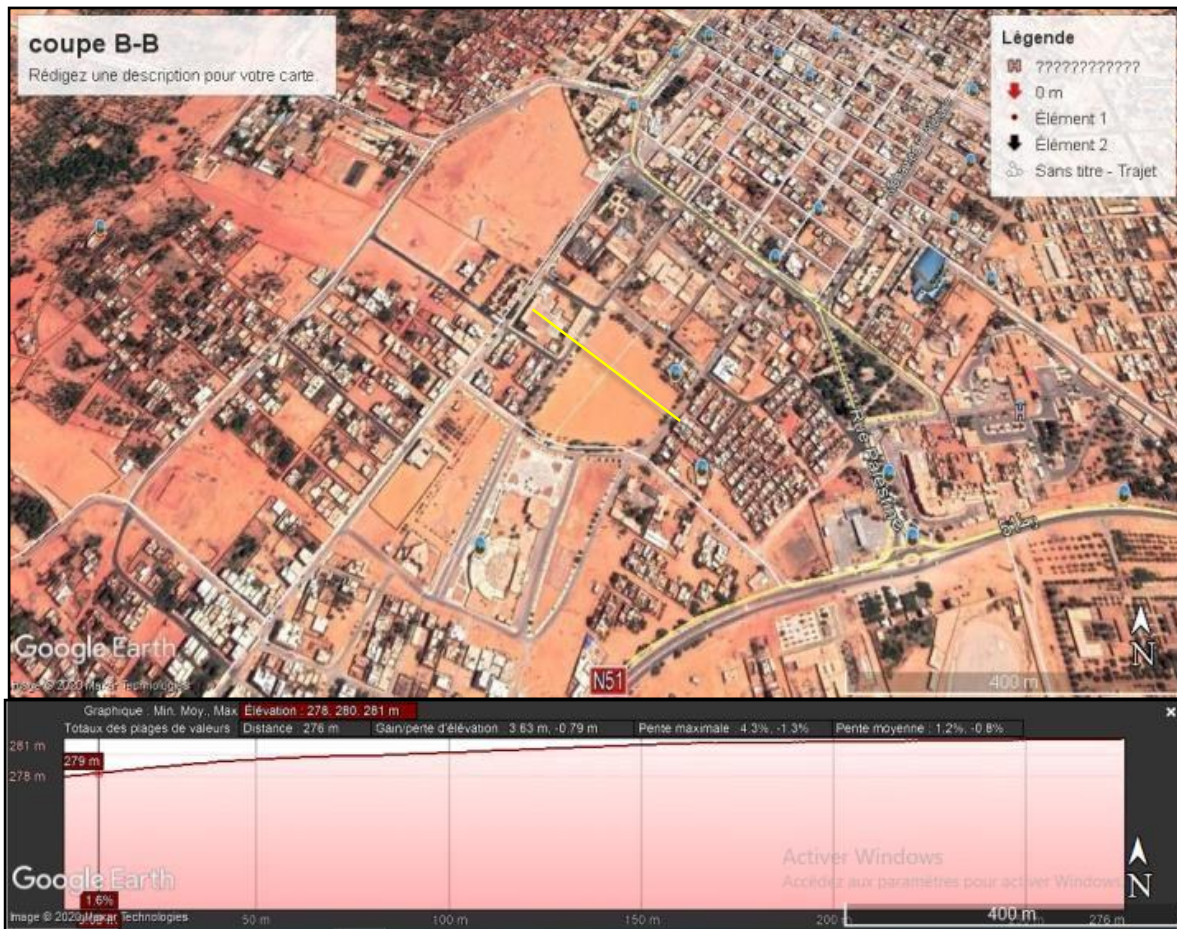 coupe B-B
Rédigez une description pour votre carte.
Légende
????????????
0 m
Élément 1
Élément 2
Sans titre - Trajet
Rue Palestine
N51
Google Earth
Image © 2020 Maxar Technologies
400 m
N
Graphique : Min. Moy., Max. Élévation : 278. 280. 281 m
Totaux des plages de valeurs Distance : 276 m Gain/perte d'élévation : 3.63 m, -0.79 m Pente maximale : 4.3%, -1.3% Pente moyenne : 1.2%, -0.8%
281 m
279 m
278 m
Activer Windows
Accédez aux paramètres pour activer Windows.
Google Earth
N
1.6%
Image © 2020 Maxar Technologies
50 m 100 m 150 m 200 m 400 m 276 m